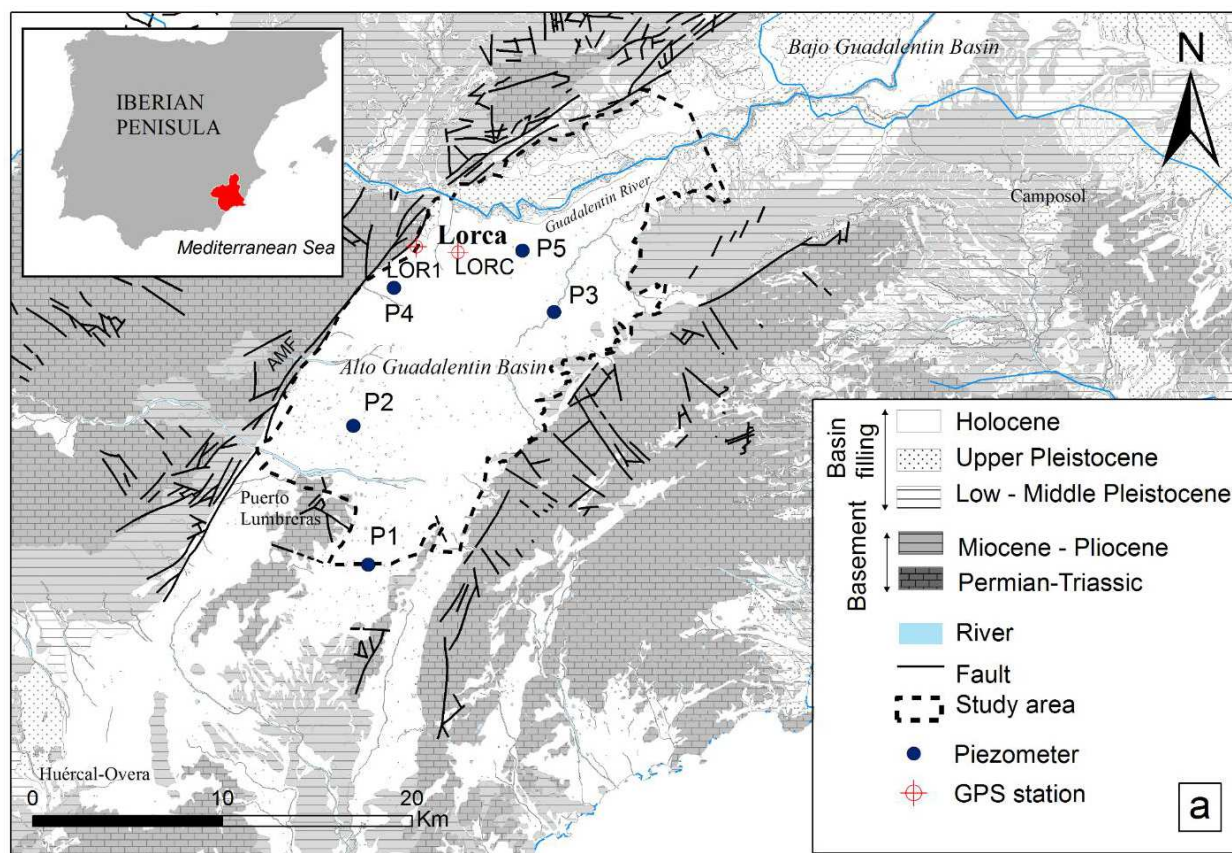 IBERIAN
PENISULA
Mediterranean Sea
Bajo Guadalentin Basin
N
Camposol
Guadalentin River
Lorca
LOR1
LORC
P5
P4
P3
AMF
Alto Guadalentin Basin
P2
Puerto
Lumbreras
P1
Huércal-Overa
0 10 20
Km
Basin
filling
Basement
Holocene
Upper Pleistocene
Low - Middle Pleistocene
Miocene - Pliocene
Permian-Triassic
River
Fault
Study area
Piezometer
GPS station
a